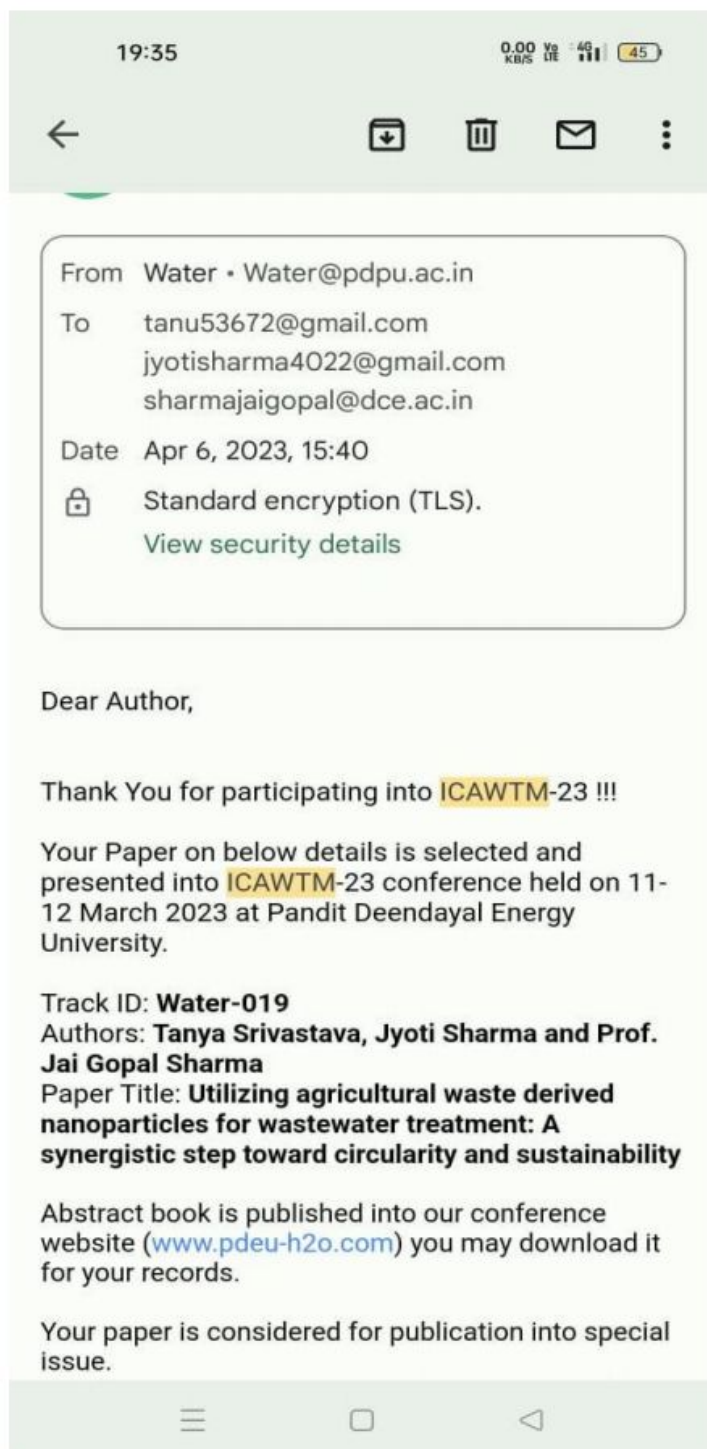 19:35 0.00 KB/S Vo LTE 4G 45
From Water • Water@pdpu.ac.in
To tanu53672@gmail.com
jyotisharma4022@gmail.com
sharmajaigopal@dce.ac.in
Date Apr 6, 2023, 15:40
Standard encryption (TLS).
View security details
Dear Author,
Thank You for participating into ICAWTM-23 !!!
Your Paper on below details is selected and
presented into ICAWTM-23 conference held on 11-
12 March 2023 at Pandit Deendayal Energy
University.
Track ID: Water-019
Authors: Tanya Srivastava, Jyoti Sharma and Prof.
Jai Gopal Sharma
Paper Title: Utilizing agricultural waste derived
nanoparticles for wastewater treatment: A
synergistic step toward circularity and sustainability
Abstract book is published into our conference
website (www.pdeu-h2o.com) you may download it
for your records.
Your paper is considered for publication into special
issue.